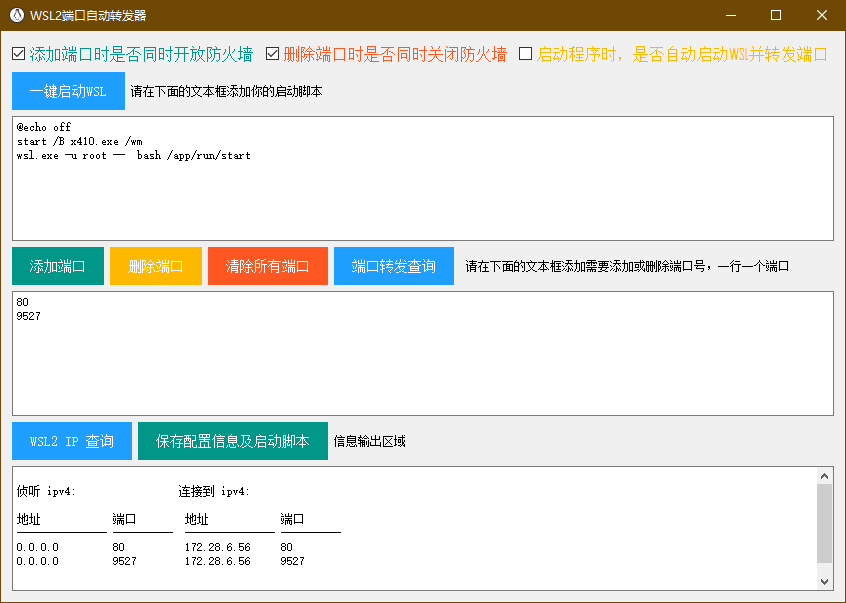 WSL2端口自动转发器
添加端口时是否同时开放防火墙 删除端口时是否同时关闭防火墙 启动程序时，是否自动启动WSL并转发端口
一键启动WSL 请在下面的文本框添加你的启动脚本
@echo off
start /B x410.exe /wm
wsl.exe -u root -- bash /app/run/start
添加端口 删除端口 清除所有端口 端口转发查询 请在下面的文本框添加需要添加或删除端口号，一行一个端口
80
9527
WSL2 IP 查询 保存配置信息及启动脚本 信息输出区域
侦听 ipv4: 连接到 ipv4:
地址 端口 地址 端口
0.0.0.0 80 172.28.6.56 80
0.0.0.0 9527 172.28.6.56 9527